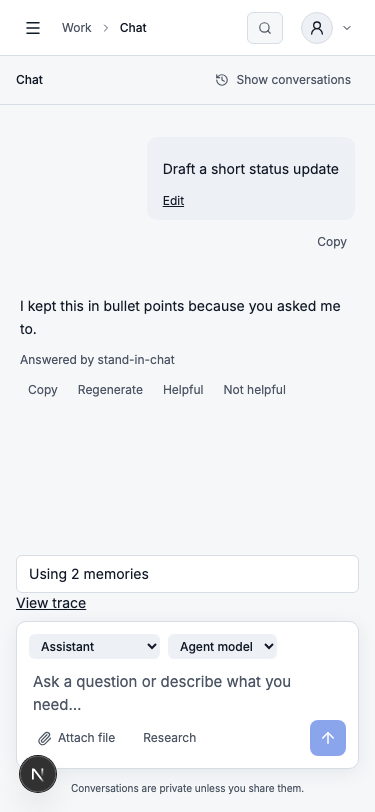 Work > Chat
Chat
Show conversations
Draft a short status update
Edit
Copy
I kept this in bullet points because you asked me
to.
Answered by stand-in-chat
Copy Regenerate Helpful Not helpful
Using 2 memories
View trace
Assistant Agent model
Ask a question or describe what you
need...
Attach file Research
N
Conversations are private unless you share them.